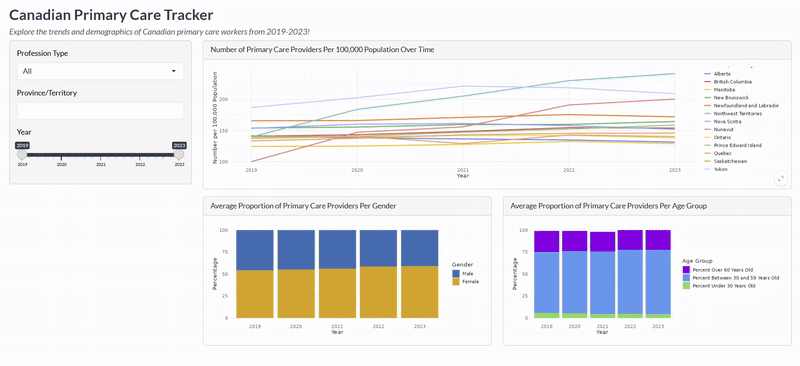 Canadian Primary Care Tracker
Explore the trends and demographics of Canadian primary care workers from 2019-2023!
Profession Type
All
Province/Territory
Year
2019
2023
2019 2020 2021 2022 2023
Number of Primary Care Providers Per 100,000 Population Over Time
Number per 100,000 Population
200
150
100
2019 2020 2021 2022 2023
Year
Alberta
British Columbia
Manitoba
New Brunswick
Newfoundland and Labrador
Northwest Territories
Nova Scotia
Nunavut
Ontario
Prince Edward Island
Quebec
Saskatchewan
Yukon
Average Proportion of Primary Care Providers Per Gender
Percentage
100
75
50
25
0
2019 2020 2021 2022 2023
Year
Gender
Male
Female
Average Proportion of Primary Care Providers Per Age Group
Percentage
100
75
50
25
0
2019 2020 2021 2022 2023
Year
Age Group
Percent Over 60 Years Old
Percent Between 30 and 59 Years Old
Percent Under 30 Years Old